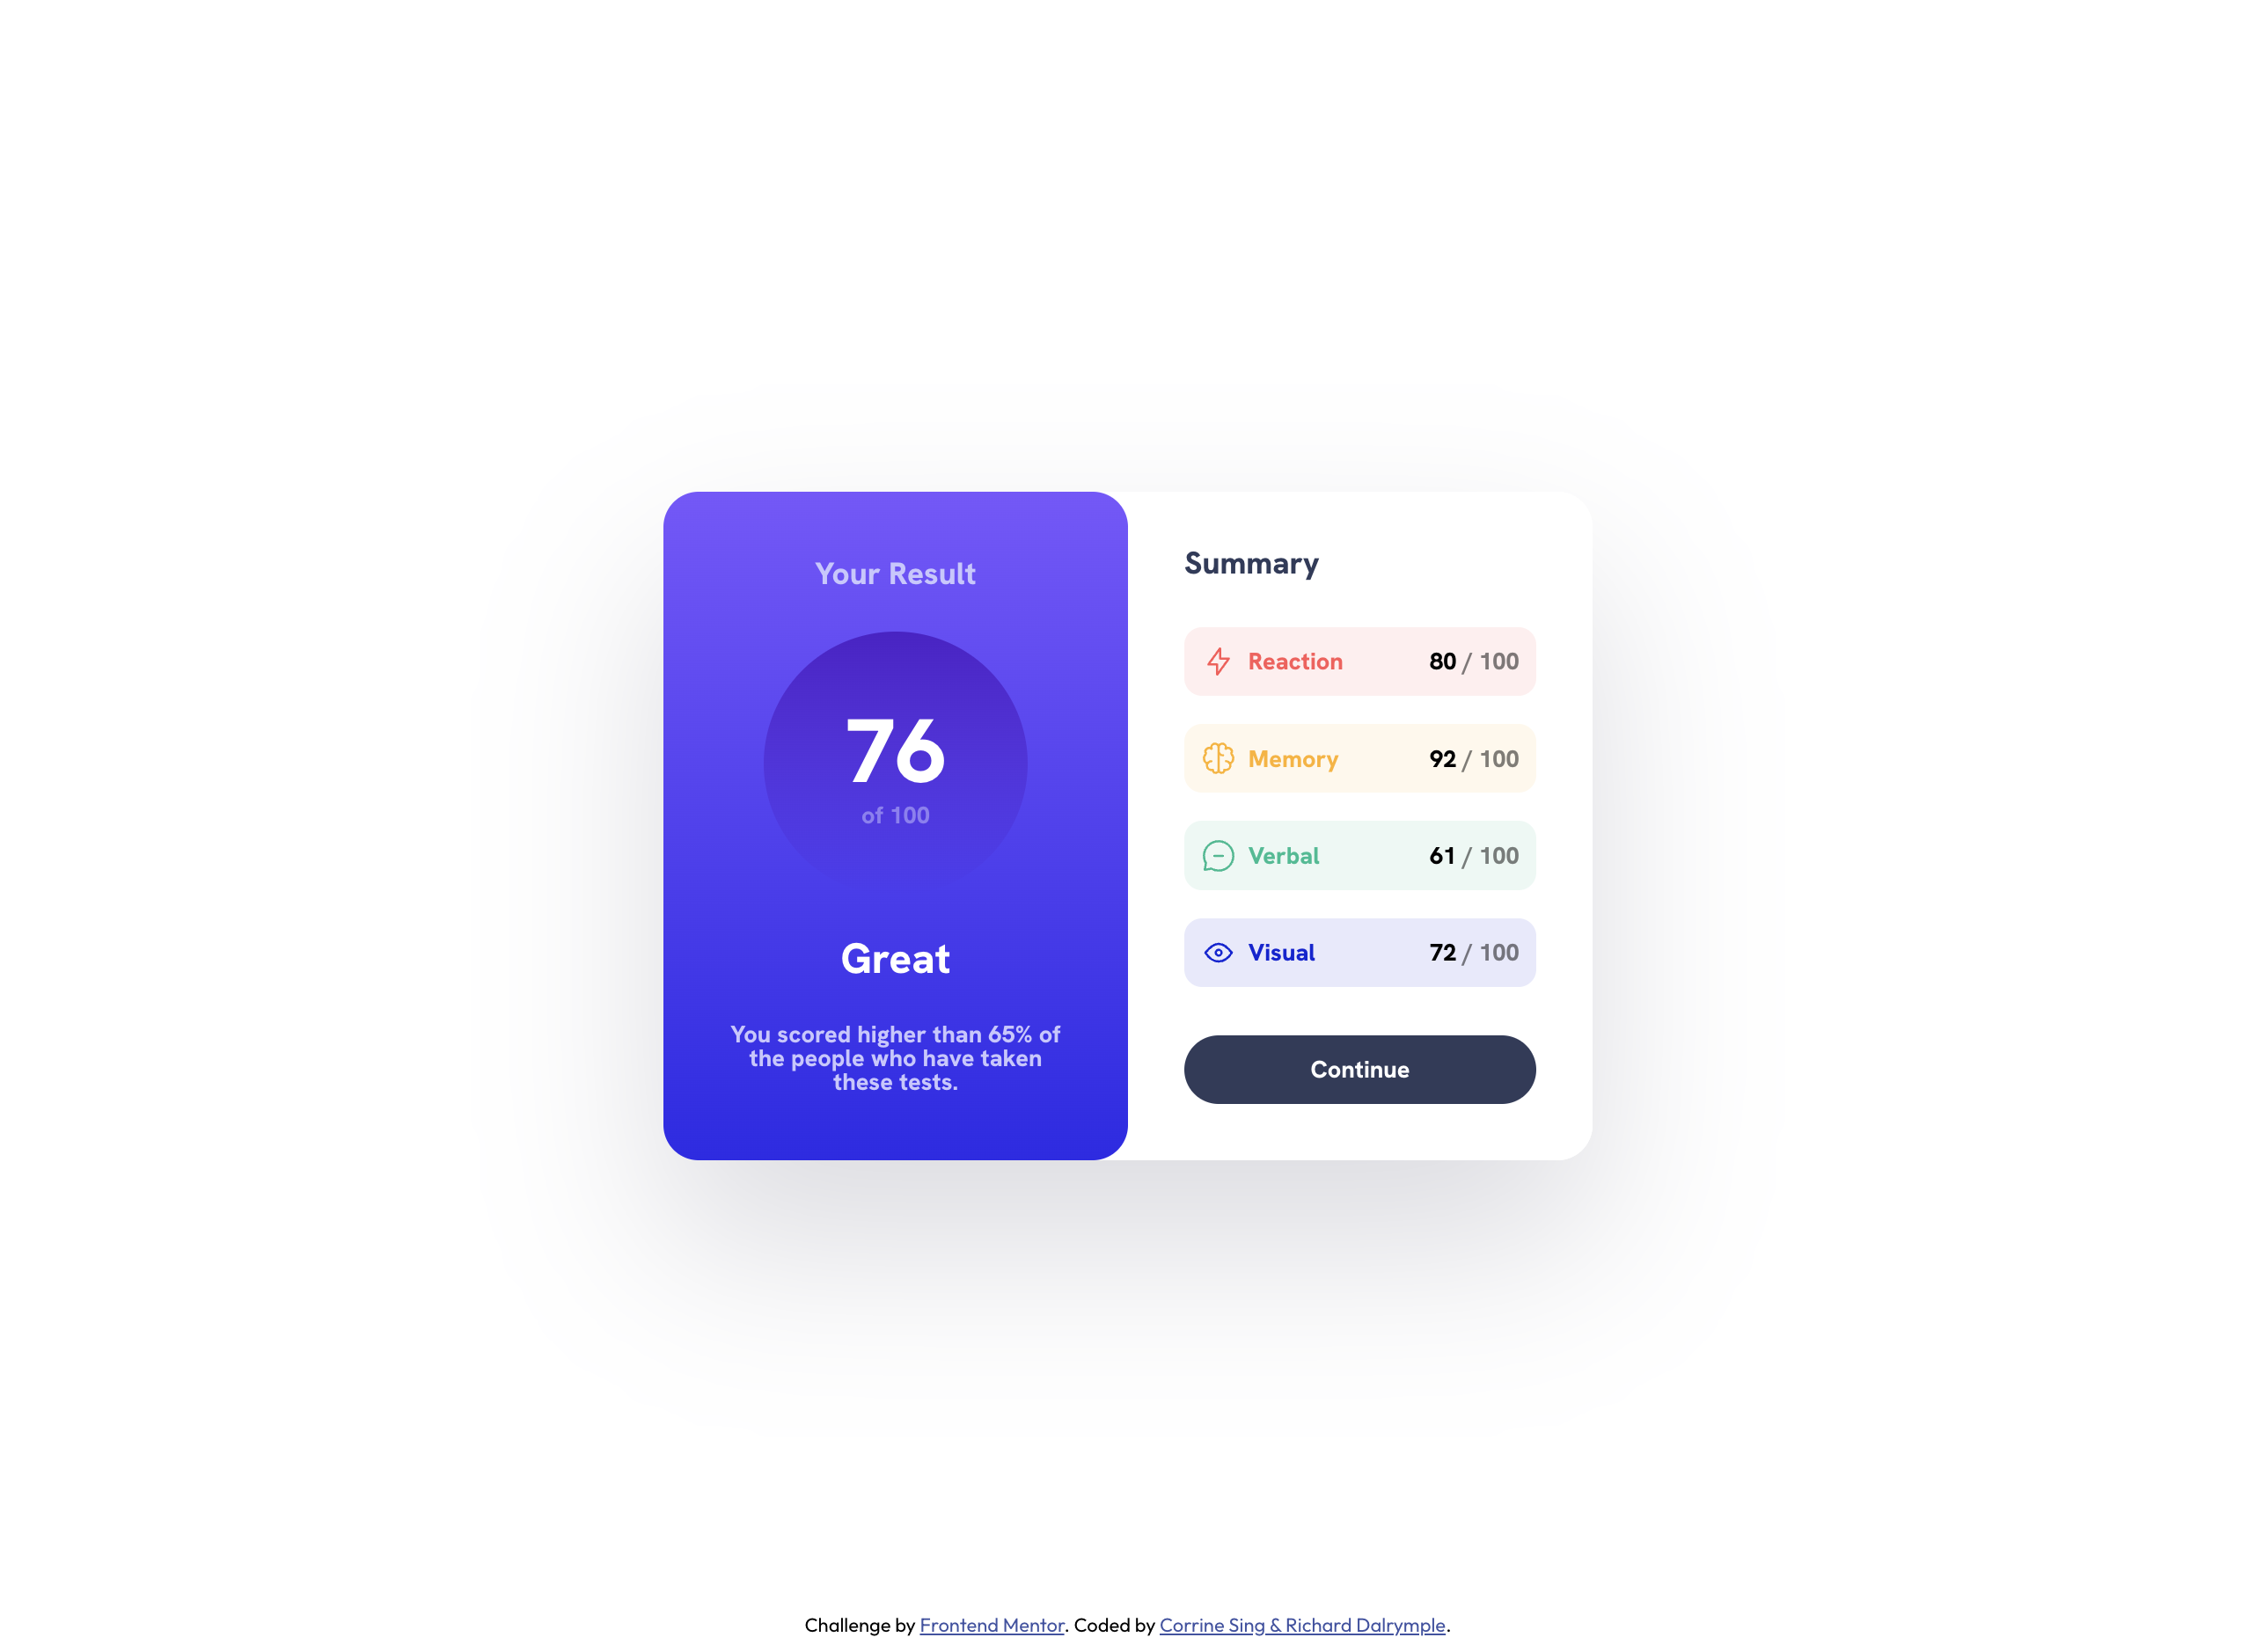 Your Result
76
of 100
Great
You scored higher than 65% of
the people who have taken
these tests.
Summary
Reaction 80 / 100
Memory 92 / 100
Verbal 61 / 100
Visual 72 / 100
Continue
Challenge by Frontend Mentor. Coded by Corrine Sing & Richard Dalrymple.